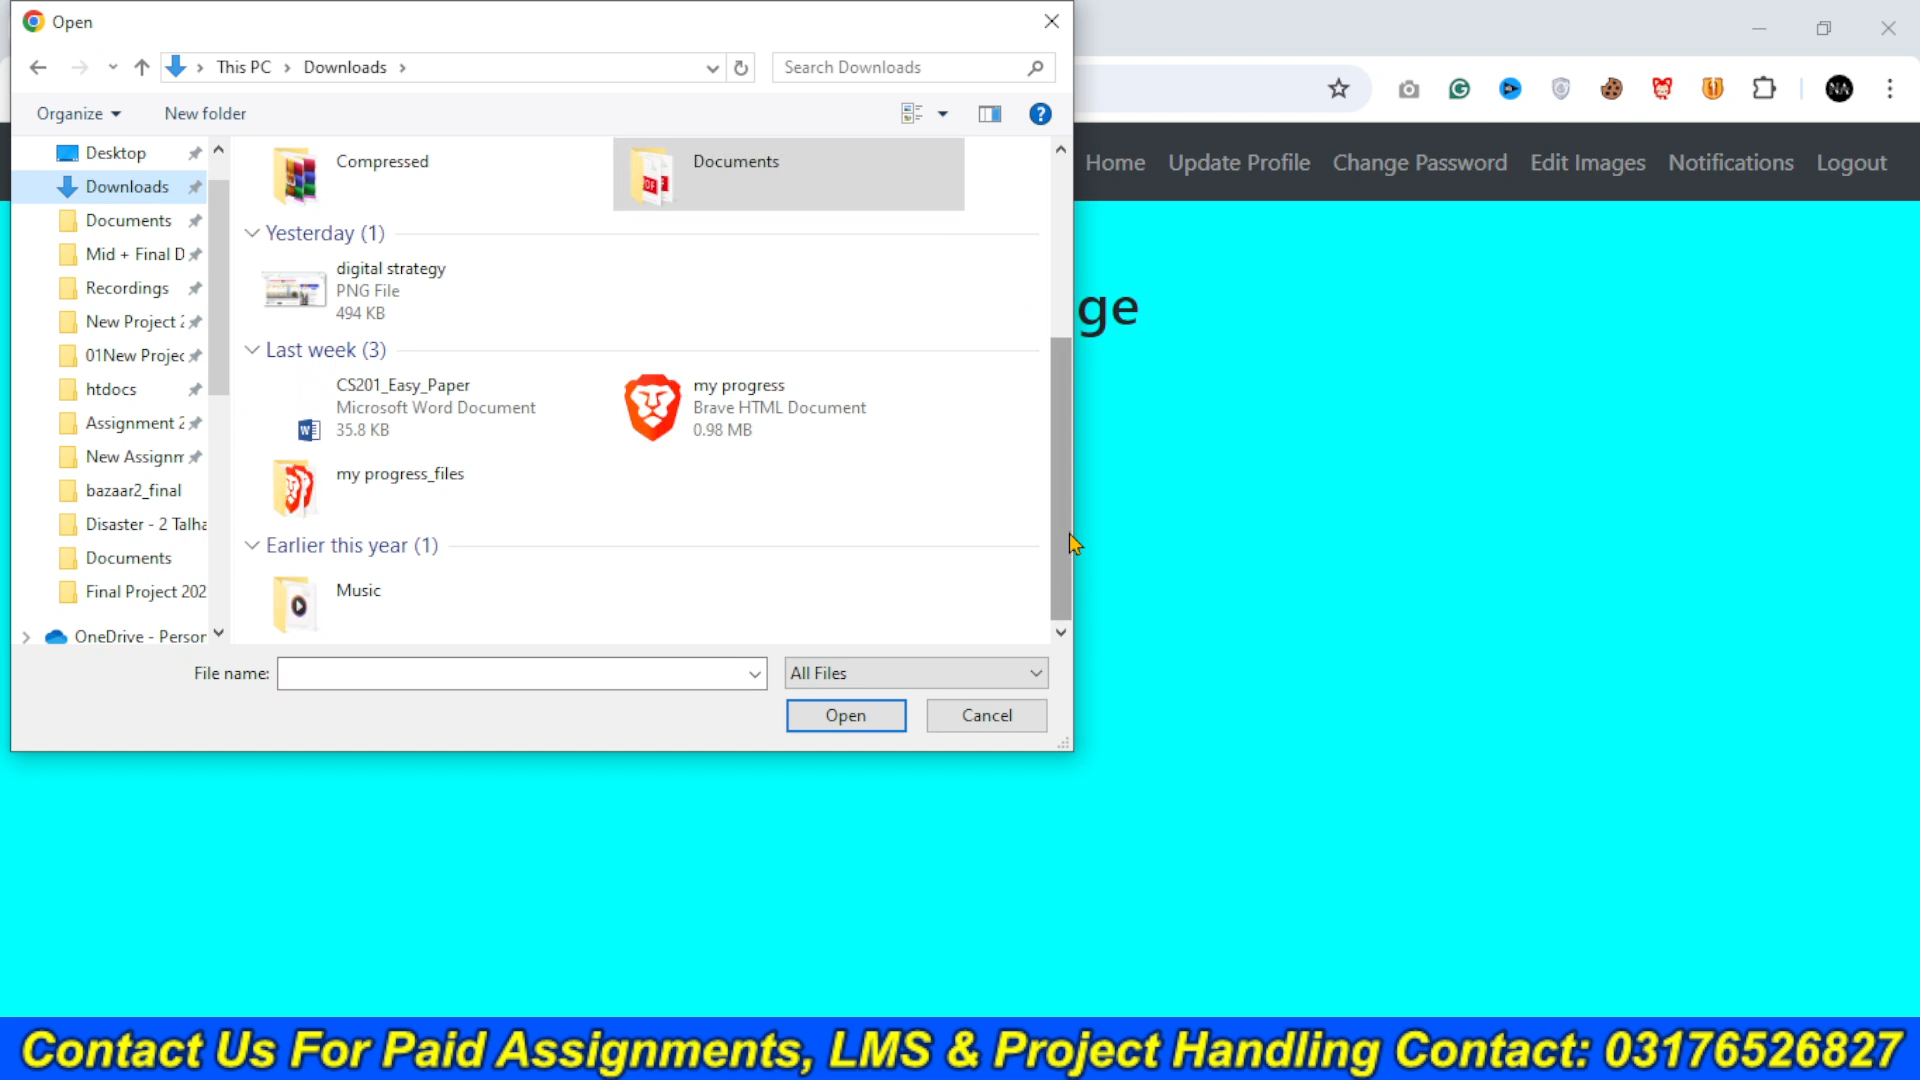 Open
This PC
Downloads
Search Downloads
Organize
New folder
Desktop
Downloads
Documents
Mid + Final D
Recordings
New Project 2
01New Projec
htdocs
Assignment 2
New Assignm
bazaar2_final
Disaster - 2 Talha
Documents
Final Project 202
OneDrive - Person
Compressed
Documents
Yesterday (1)
digital strategy
PNG File
494 KB
Last week (3)
CS201_Easy_Paper
Microsoft Word Document
35.8 KB
my progress
Brave HTML Document
0.98 MB
my progress_files
Earlier this year (1)
Music
File name:
All Files
Open
Cancel
NA
Home
Update Profile
Change Password
Edit Images
Notifications
Logout
ge
Contact Us For Paid Assignments, LMS & Project Handling Contact: 03176526827